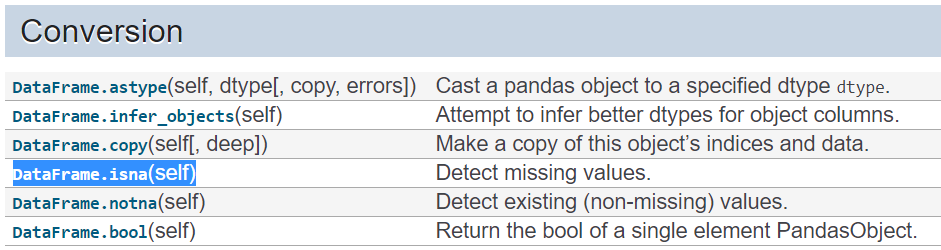 Conversion
DataFrame.astype(self, dtype[, copy, errors]) Cast a pandas object to a specified dtype dtype.
DataFrame.infer_objects(self) Attempt to infer better dtypes for object columns.
DataFrame.copy(self[, deep]) Make a copy of this object’s indices and data.
DataFrame.isna(self) Detect missing values.
DataFrame.notna(self) Detect existing (non-missing) values.
DataFrame.bool(self) Return the bool of a single element PandasObject.